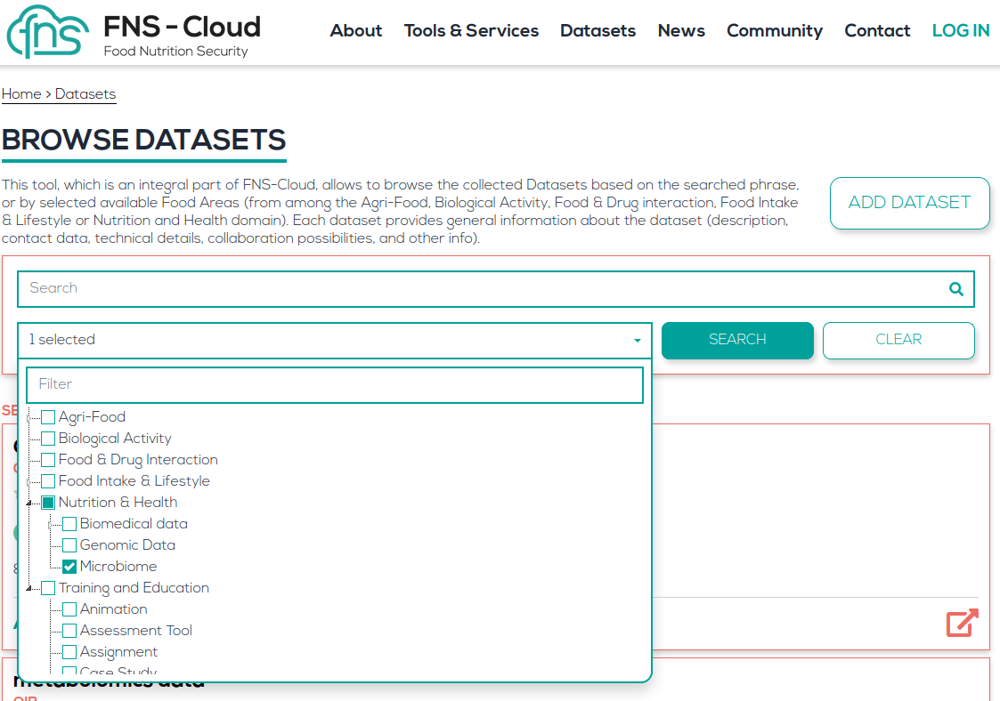 fns
FNS - Cloud
Food Nutrition Security
About Tools & Services Datasets News Community Contact LOG IN
Home > Datasets
BROWSE DATASETS
This tool, which is an integral part of FNS-Cloud, allows to browse the collected Datasets based on the searched phrase,
or by selected available Food Areas (from among the Agri-Food, Biological Activity, Food & Drug interaction, Food Intake
& Lifestyle or Nutrition and Health domain). Each dataset provides general information about the dataset (description,
contact data, technical details, collaboration possibilities, and other info).
ADD DATASET
Search
1 selected
SEARCH
CLEAR
Filter
Agri-Food
Biological Activity
Food & Drug Interaction
Food Intake & Lifestyle
Nutrition & Health
Biomedical data
Genomic Data
Microbiome
Training and Education
Animation
Assessment Tool
Assignment
Case Study
metabolomics data